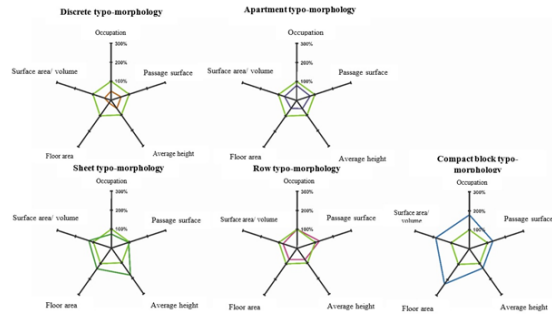 Discrete typo-morphology
Occupation
300%
200%
100%
Surface area/ volume
Passage surface
Floor area
Average height
Apartment typo-morphology
Occupation
300%
200%
100%
Surface area/ volume
Passage surface
Floor area
Average height
Sheet typo-morphology
Occupation
300%
200%
100%
Surface area/ volume
Passage surface
Floor area
Average height
Row typo-morphology
Occupation
300%
200%
100%
Surface area/ volume
Passage surface
Floor area
Average height
Compact block typo-
morphology
Occupation
300%
200%
100%
Surface area/
volume
Passage surface
Floor area
Average height